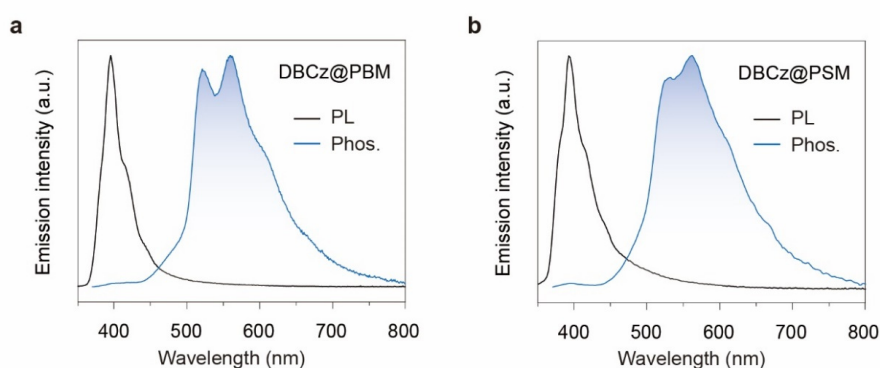 a
DBCz@PBM
PL
Phos.
Emission intensity (a.u.)
400 500 600 700 800
Wavelength (nm)
b
DBCz@PSM
PL
Phos.
Emission intensity (a.u.)
400 500 600 700 800
Wavelength (nm)